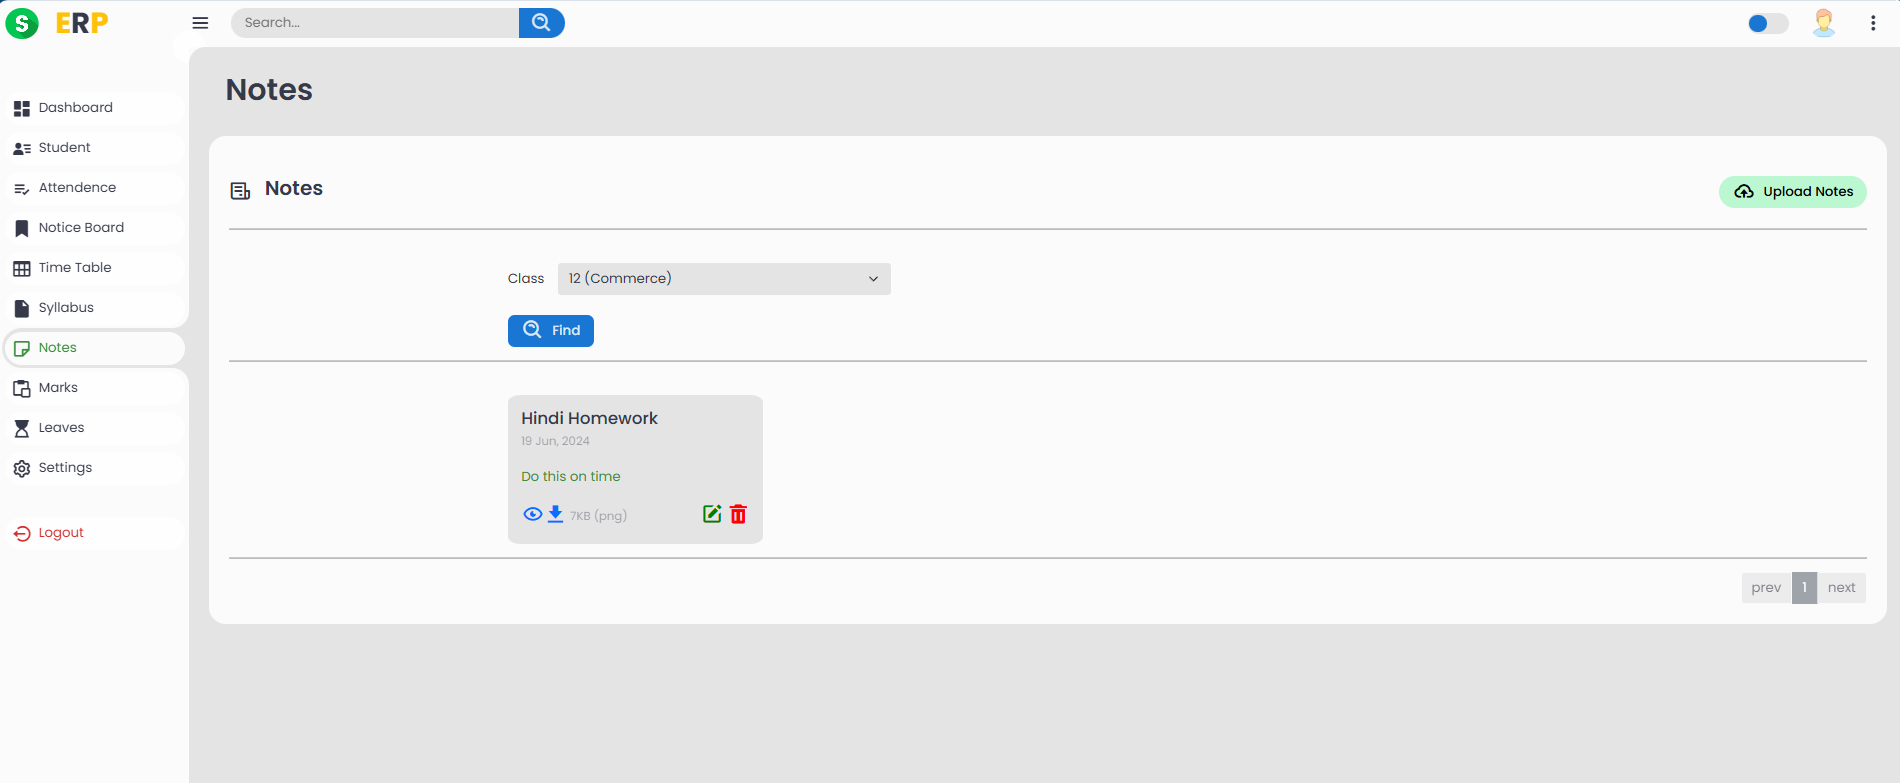 S ERP
Search...
Dashboard
Student
Attendence
Notice Board
Time Table
Syllabus
Notes
Marks
Leaves
Settings
Logout
Notes
Notes
Upload Notes
Class 12 (Commerce)
Find
Hindi Homework
19 Jun, 2024
Do this on time
7KB (png)
prev 1 next